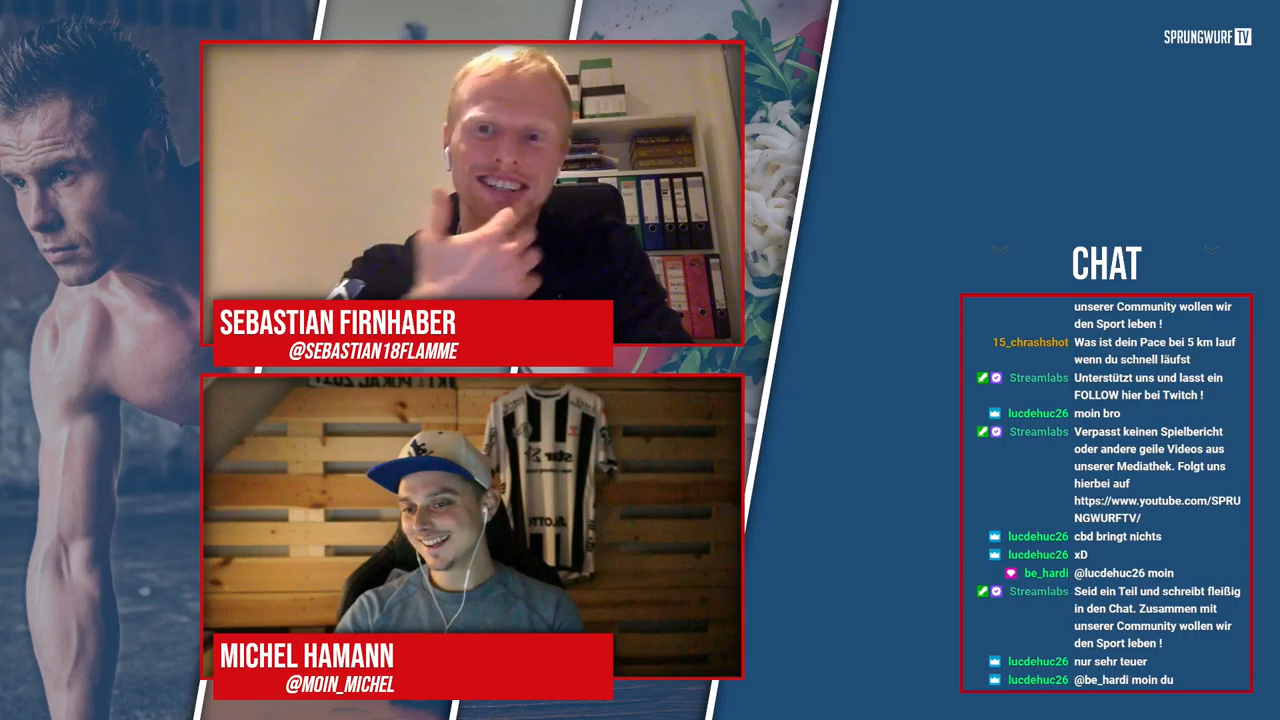 SPRUNGWURF TV
SEBASTIAN FIRNHABER
@SEBASTIAN18FLAMME
MICHEL HAMANN
@MOIN_MICHEL
CHAT
unserer Community wollen wir
den Sport leben !
15_chrashshot Was ist dein Pace bei 5 km lauf
wenn du schnell läufst
Streamlabs Unterstützt uns und lasst ein
FOLLOW hier bei Twitch !
lucdehuc26 moin bro
Streamlabs Verpasst keinen Spielbericht
oder andere geile Videos aus
unserer Mediathek. Folgt uns
hierbei auf
https://www.youtube.com/SPRU
NGWURFTV/
lucdehuc26 cbd bringt nichts
lucdehuc26 xD
be_hardi @lucdehuc26 moin
Streamlabs Seid ein Teil und schreibt fleißig
in den Chat. Zusammen mit
unserer Community wollen wir
den Sport leben !
lucdehuc26 nur sehr teuer
lucdehuc26 @be_hardi moin du